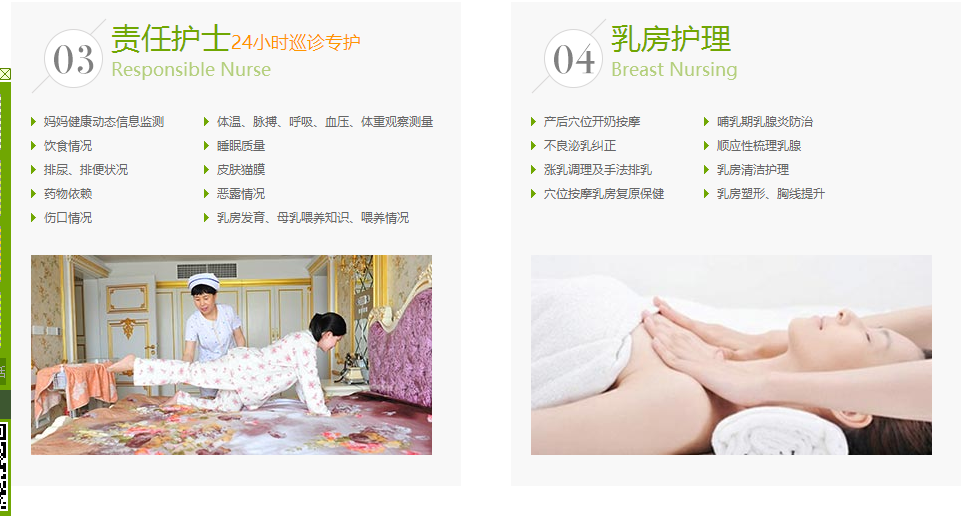 03
责任护士24小时巡诊专护
Responsible Nurse
妈妈健康动态信息监测
体温、脉搏、呼吸、血压、体重观察测量
饮食情况
睡眠质量
排尿、排便状况
皮肤猫膜
药物依赖
恶露情况
伤口情况
乳房发育、母乳喂养知识、喂养情况
04
乳房护理
Breast Nursing
产后穴位开奶按摩
哺乳期乳腺炎防治
不良泌乳纠正
顺应性梳理乳腺
涨乳调理及手法排乳
乳房清洁护理
穴位按摩乳房复原保健
乳房塑形、胸线提升